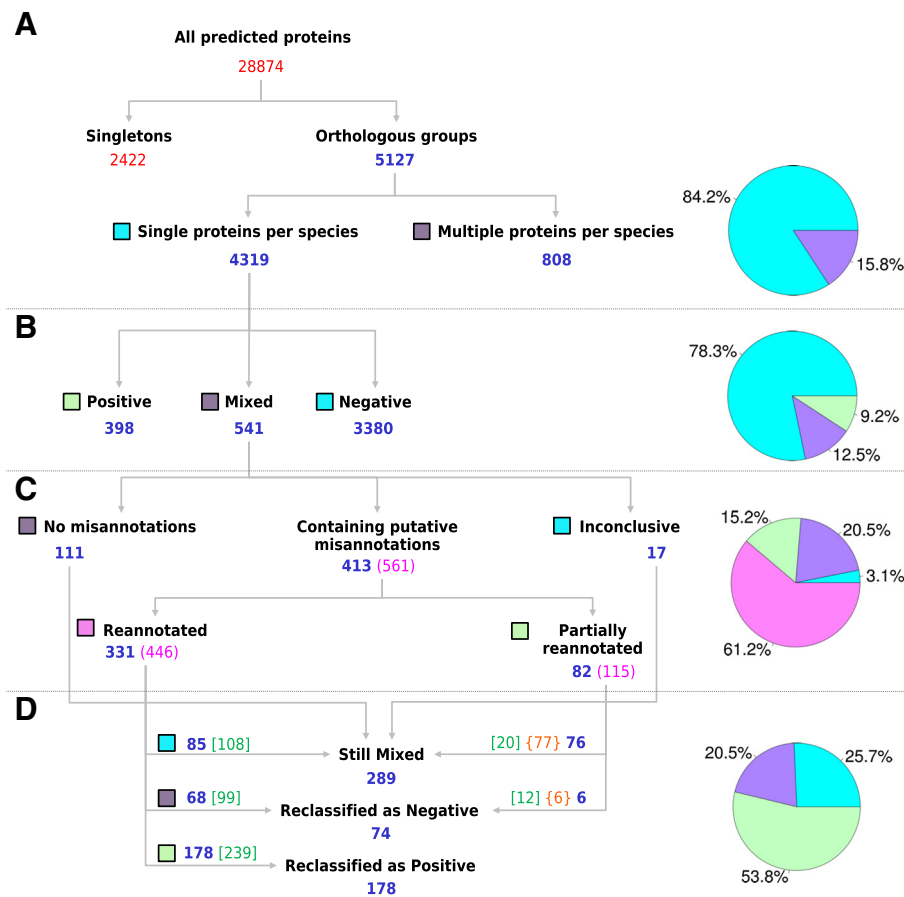 A
All predicted proteins
28874
Singletons
2422
Orthologous groups
5127
Single proteins per species
4319
Multiple proteins per species
808
84.2%
15.8%
B
Positive
398
Mixed
541
Negative
3380
78.3%
9.2%
12.5%
C
No misannotations
111
Containing putative
misannotations
413 (561)
Inconclusive
17
Reannotated
331 (446)
Partially
reannotated
82 (115)
15.2%
20.5%
3.1%
61.2%
D
85 [108]
Still Mixed
289
[20] {77} 76
68 [99]
Reclassified as Negative
74
[12] {6} 6
178 [239]
Reclassified as Positive
178
20.5%
25.7%
53.8%